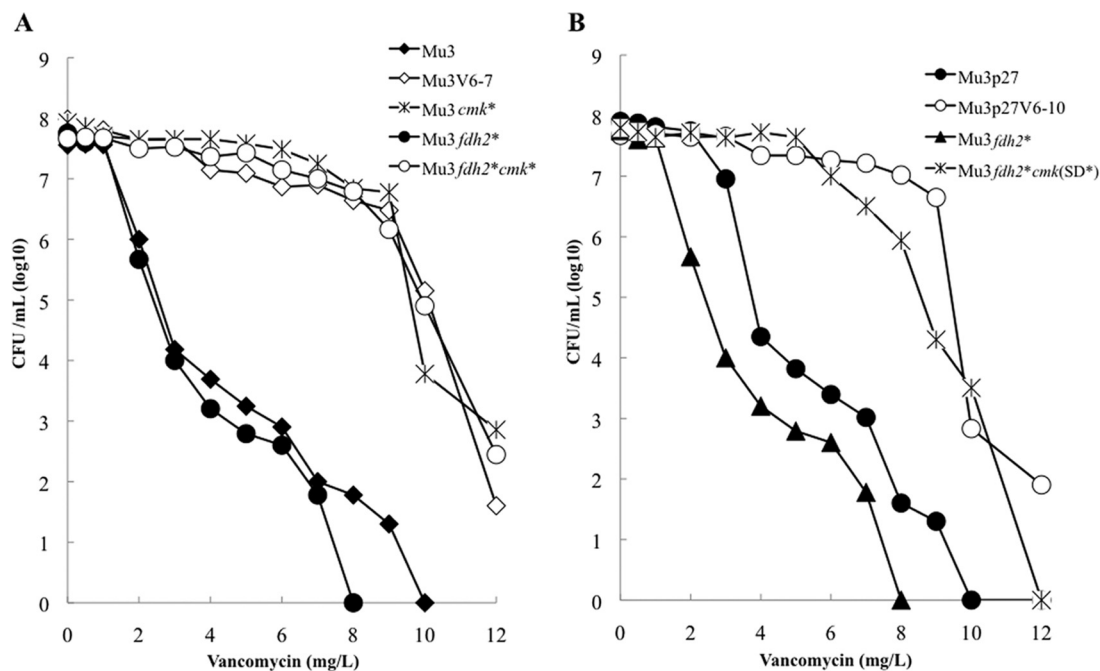 A
Mu3
Mu3V6-7
Mu3 cmk*
Mu3 fdh2*
Mu3 fdh2*cmk*
9
8
7
6
5
4
3
2
1
0
CFU /mL (log10)
0 2 4 6 8 10 12
Vancomycin (mg/L)
B
Mu3p27
Mu3p27V6-10
Mu3 fdh2*
Mu3 fdh2*cmk(SD*)
9
8
7
6
5
4
3
2
1
0
CFU/mL (log10)
0 2 4 6 8 10 12
Vancomycin (mg/L)